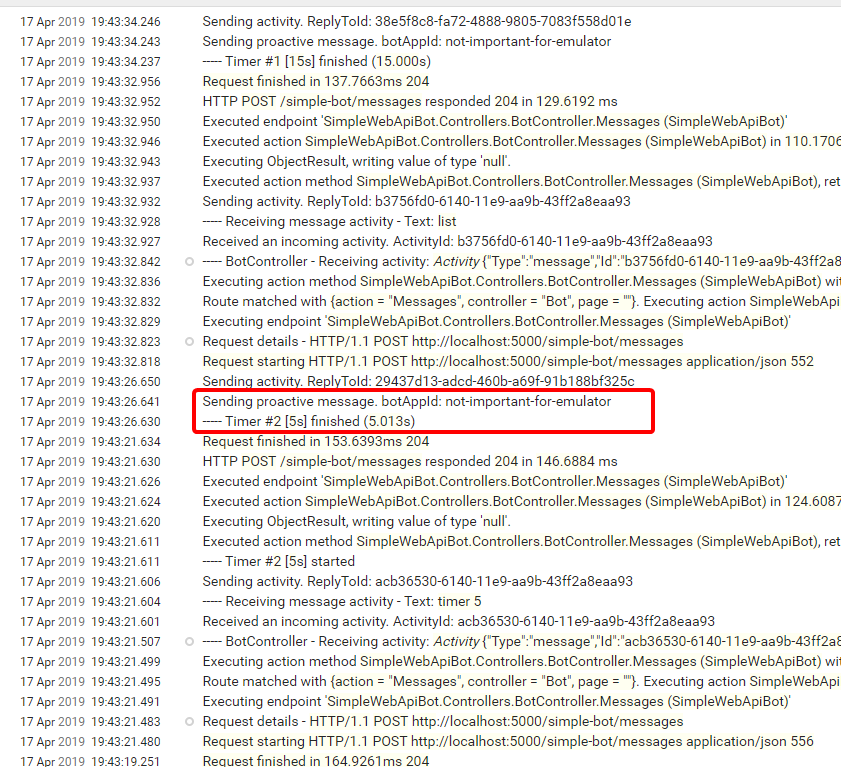 17 Apr 2019 19:43:34.246 Sending activity. ReplyToId: 38e5f8c8-fa72-4888-9805-7083f558d01e
17 Apr 2019 19:43:34.243 Sending proactive message. botAppId: not-important-for-emulator
17 Apr 2019 19:43:34.237 ----- Timer #1 [15s] finished (15.000s)
17 Apr 2019 19:43:32.956 Request finished in 137.7663ms 204
17 Apr 2019 19:43:32.952 HTTP POST /simple-bot/messages responded 204 in 129.6192 ms
17 Apr 2019 19:43:32.950 Executed endpoint 'SimpleWebApiBot.Controllers.BotController.Messages (SimpleWebApiBot)'
17 Apr 2019 19:43:32.946 Executed action SimpleWebApiBot.Controllers.BotController.Messages (SimpleWebApiBot) in 110.1706
17 Apr 2019 19:43:32.943 Executing ObjectResult, writing value of type 'null'.
17 Apr 2019 19:43:32.937 Executed action method SimpleWebApiBot.Controllers.BotController.Messages (SimpleWebApiBot), ret
17 Apr 2019 19:43:32.932 Sending activity. ReplyToId: b3756fd0-6140-11e9-aa9b-43ff2a8eaa93
17 Apr 2019 19:43:32.928 ----- Receiving message activity - Text: list
17 Apr 2019 19:43:32.927 Received an incoming activity. ActivityId: b3756fd0-6140-11e9-aa9b-43ff2a8eaa93
17 Apr 2019 19:43:32.842 ----- BotController - Receiving activity: Activity {"Type":"message","Id":"b3756fd0-6140-11e9-aa9b-43ff2a8
17 Apr 2019 19:43:32.836 Executing action method SimpleWebApiBot.Controllers.BotController.Messages (SimpleWebApiBot) wit
17 Apr 2019 19:43:32.832 Route matched with {action = "Messages", controller = "Bot", page = ""}. Executing action SimpleWebApi
17 Apr 2019 19:43:32.829 Executing endpoint 'SimpleWebApiBot.Controllers.BotController.Messages (SimpleWebApiBot)'
17 Apr 2019 19:43:32.823 Request details - HTTP/1.1 POST http://localhost:5000/simple-bot/messages
17 Apr 2019 19:43:32.818 Request starting HTTP/1.1 POST http://localhost:5000/simple-bot/messages application/json 552
17 Apr 2019 19:43:26.650 Sending activity. ReplyToId: 29437d13-adcd-460b-a69f-91b188bf325c
17 Apr 2019 19:43:26.641 Sending proactive message. botAppId: not-important-for-emulator
17 Apr 2019 19:43:26.630 ----- Timer #2 [5s] finished (5.013s)
17 Apr 2019 19:43:21.634 Request finished in 153.6393ms 204
17 Apr 2019 19:43:21.630 HTTP POST /simple-bot/messages responded 204 in 146.6884 ms
17 Apr 2019 19:43:21.626 Executed endpoint 'SimpleWebApiBot.Controllers.BotController.Messages (SimpleWebApiBot)'
17 Apr 2019 19:43:21.624 Executed action SimpleWebApiBot.Controllers.BotController.Messages (SimpleWebApiBot) in 124.6087
17 Apr 2019 19:43:21.620 Executing ObjectResult, writing value of type 'null'.
17 Apr 2019 19:43:21.611 Executed action method SimpleWebApiBot.Controllers.BotController.Messages (SimpleWebApiBot), ret
17 Apr 2019 19:43:21.611 ----- Timer #2 [5s] started
17 Apr 2019 19:43:21.606 Sending activity. ReplyToId: acb36530-6140-11e9-aa9b-43ff2a8eaa93
17 Apr 2019 19:43:21.604 ----- Receiving message activity - Text: timer 5
17 Apr 2019 19:43:21.601 Received an incoming activity. ActivityId: acb36530-6140-11e9-aa9b-43ff2a8eaa93
17 Apr 2019 19:43:21.507 ----- BotController - Receiving activity: Activity {"Type":"message","Id":"acb36530-6140-11e9-aa9b-43ff2a8
17 Apr 2019 19:43:21.499 Executing action method SimpleWebApiBot.Controllers.BotController.Messages (SimpleWebApiBot) wit
17 Apr 2019 19:43:21.495 Route matched with {action = "Messages", controller = "Bot", page = ""}. Executing action SimpleWebApi
17 Apr 2019 19:43:21.491 Executing endpoint 'SimpleWebApiBot.Controllers.BotController.Messages (SimpleWebApiBot)'
17 Apr 2019 19:43:21.483 Request details - HTTP/1.1 POST http://localhost:5000/simple-bot/messages
17 Apr 2019 19:43:21.480 Request starting HTTP/1.1 POST http://localhost:5000/simple-bot/messages application/json 556
17 Apr 2019 19:43:19.251 Request finished in 164.9261ms 204